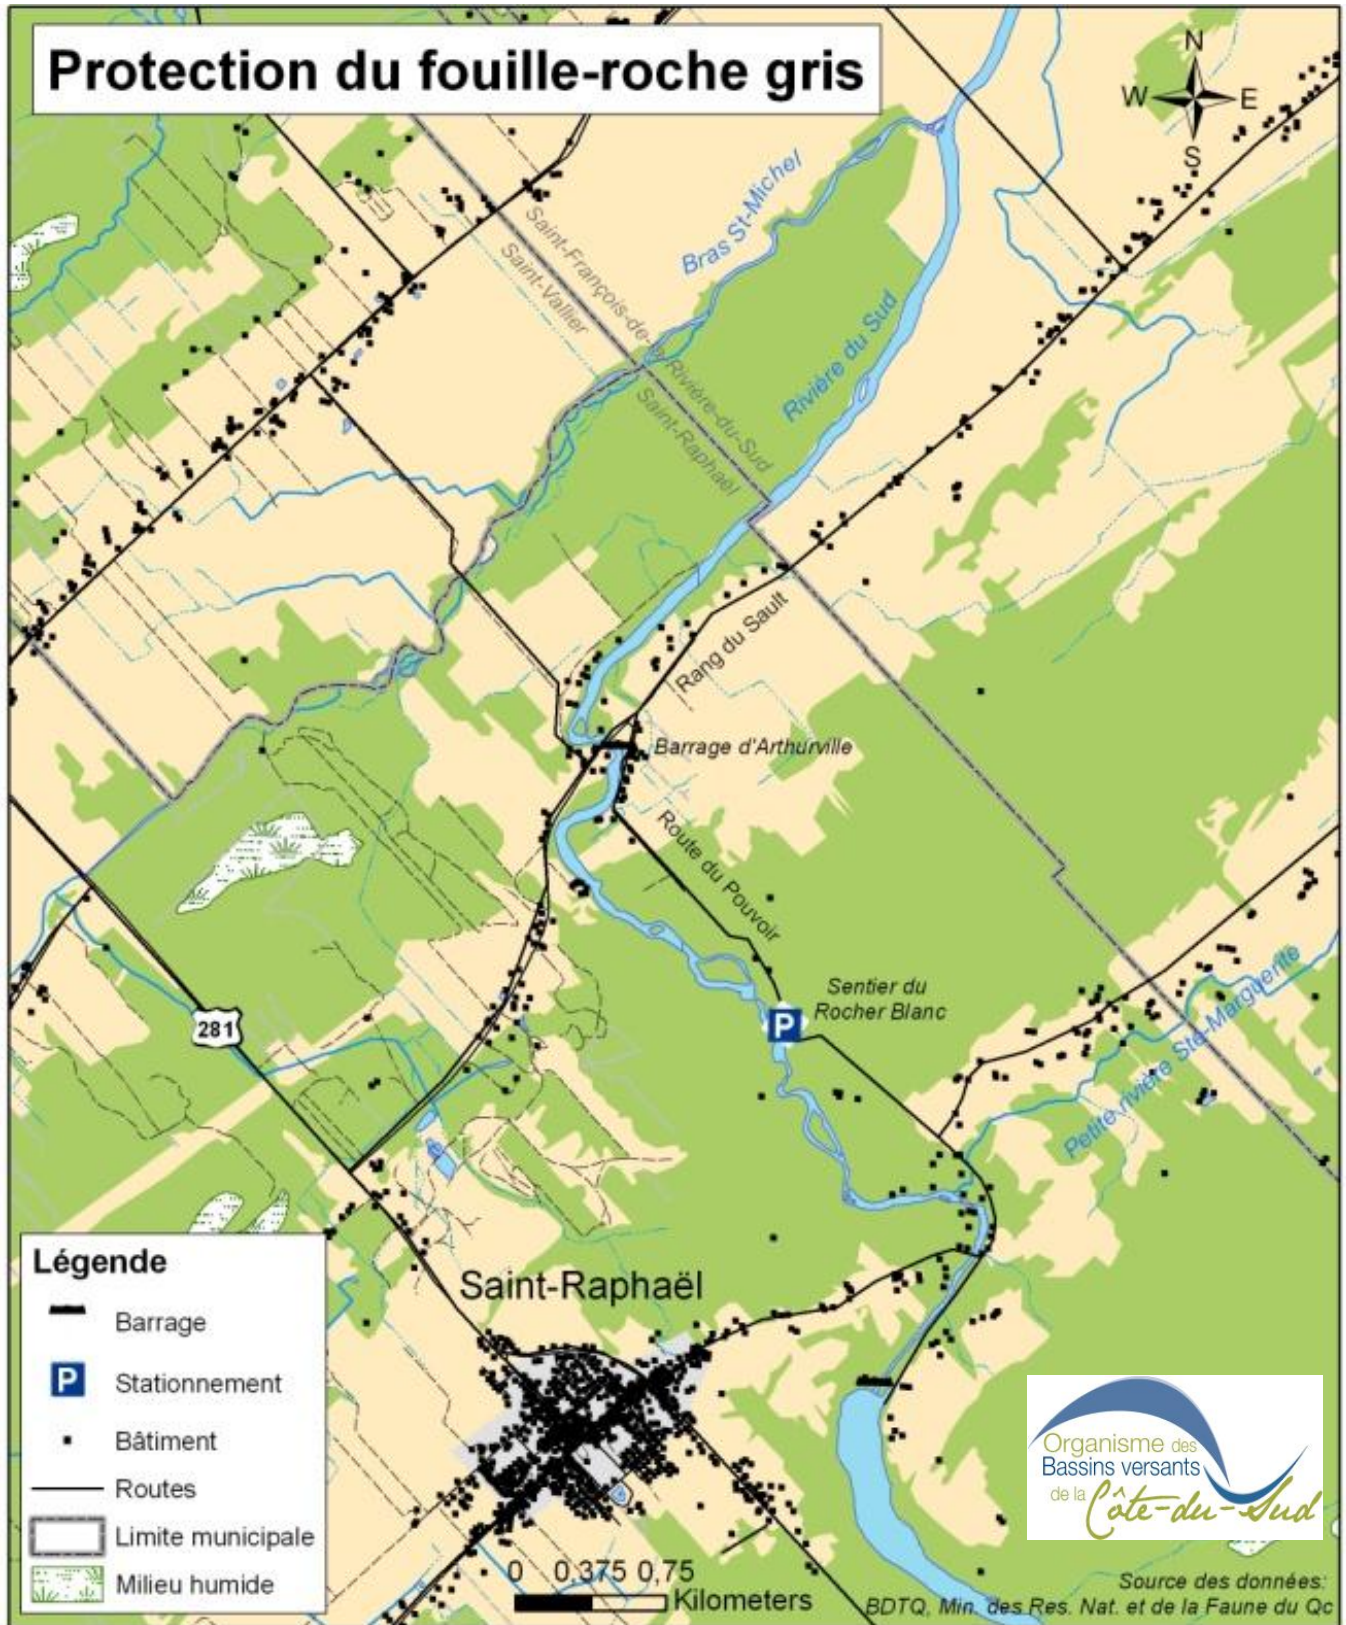 Protection du fouille-roche gris
N
W E
S
Bras St-Michel
Saint-François-de-la-Rivière-du-Sud
Saint-Vallier
Rivière du Sud
Saint-Raphaël
Rang du Sault
Barrage d'Arthurville
Route du Pouvoir
Sentier du
Rocher Blanc
P
281
Petite rivière Ste-Marguerite
Saint-Raphaël
Légende
Barrage
P Stationnement
Bâtiment
Routes
Limite municipale
Milieu humide
0 0,375 0,75
Kilometers
Organisme des
Bassins versants
de la Côte-du-Sud
Source des données:
BDTQ, Min. des Res. Nat. et de la Faune du Qc